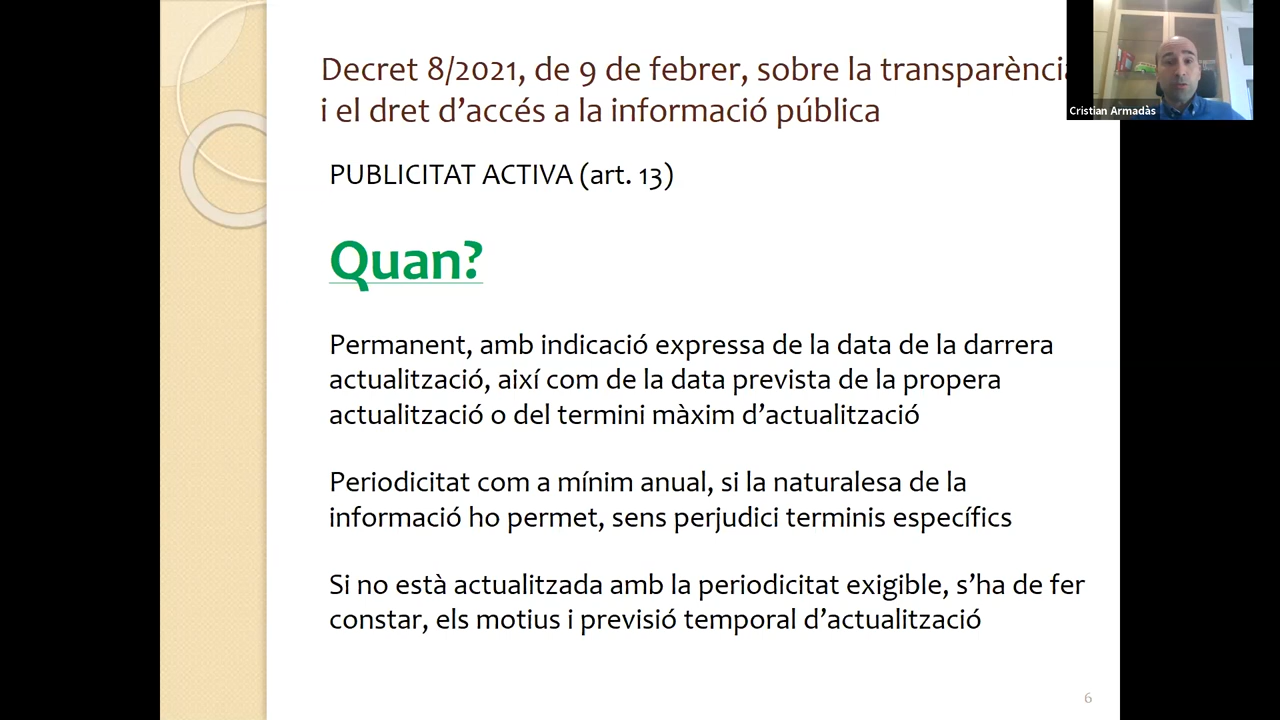 Decret 8/2021, de 9 de febrer, sobre la transparència
i el dret d’accés a la informació pública
Cristian Armadàs
PUBLICITAT ACTIVA (art. 13)
Quan?
Permanent, amb indicació expressa de la data de la darrera
actualització, així com de la data prevista de la propera
actualització o del termini màxim d’actualització
Periodicitat com a mínim anual, si la naturalesa de la
informació ho permet, sens perjudici terminis específics
Si no està actualitzada amb la periodicitat exigible, s’ha de fer
constar, els motius i previsió temporal d’actualització
6